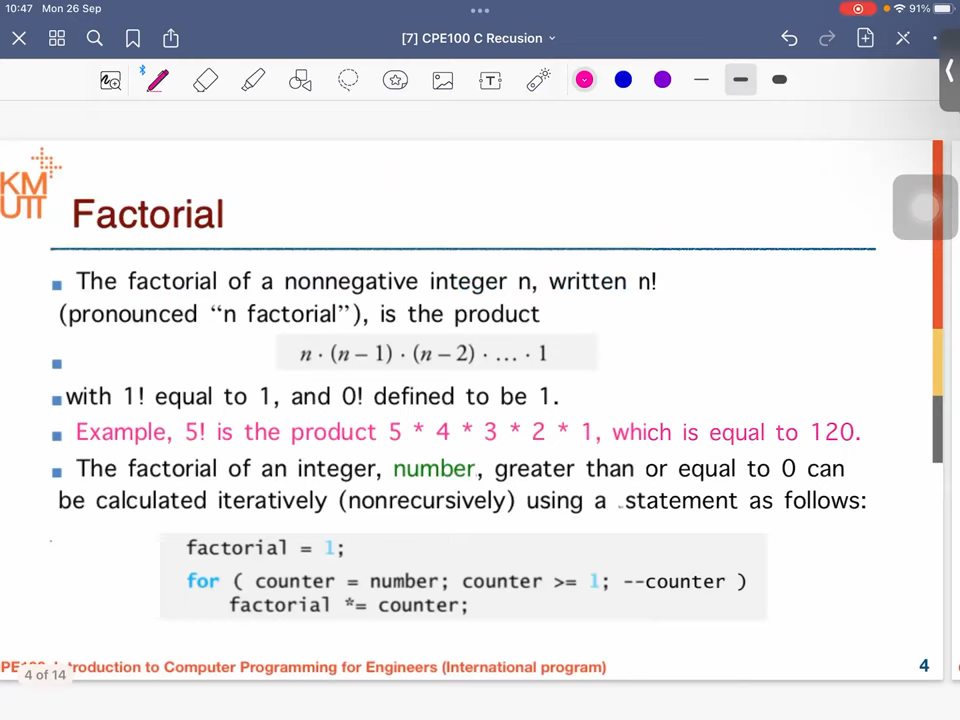 10:47 Mon 26 Sep
91%
[7] CPE100 C Recusion
T
KM
UTT
Factorial
The factorial of a nonnegative integer n, written n!
(pronounced “n factorial”), is the product
n · (n – 1) · (n – 2) · … · 1
with 1! equal to 1, and 0! defined to be 1.
Example, 5! is the product 5 * 4 * 3 * 2 * 1, which is equal to 120.
The factorial of an integer, number, greater than or equal to 0 can
be calculated iteratively (nonrecursively) using a statement as follows:
factorial = 1;
for ( counter = number; counter >= 1; --counter )
factorial *= counter;
Introduction to Computer Programming for Engineers (International program)
4
4 of 14